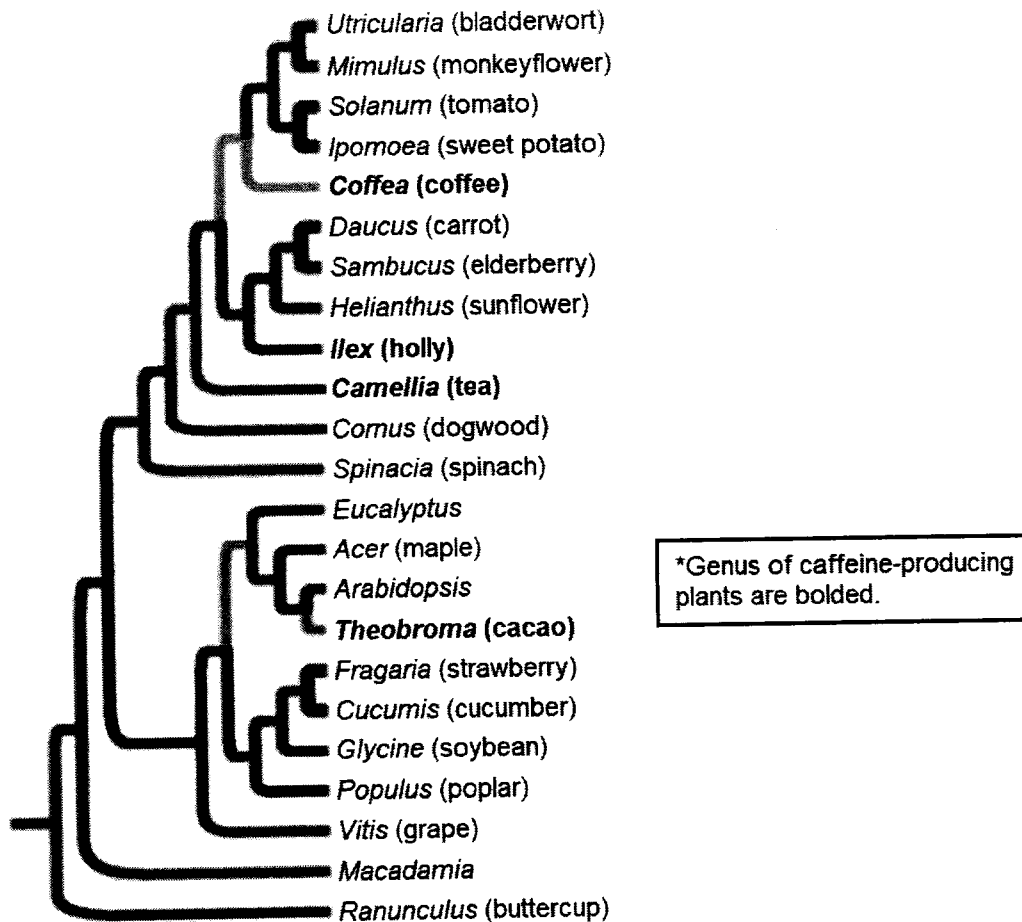 Utricularia (bladderwort)
Mimulus (monkeyflower)
Solanum (tomato)
Ipomoea (sweet potato)
Coffea (coffee)
Daucus (carrot)
Sambucus (elderberry)
Helianthus (sunflower)
Ilex (holly)
Camellia (tea)
Cornus (dogwood)
Spinacia (spinach)
Eucalyptus
Acer (maple)
Arabidopsis
Theobroma (cacao)
Fragaria (strawberry)
Cucumis (cucumber)
Glycine (soybean)
Populus (poplar)
Vitis (grape)
Macadamia
Ranunculus (buttercup)
*Genus of caffeine-producing
plants are bolded.